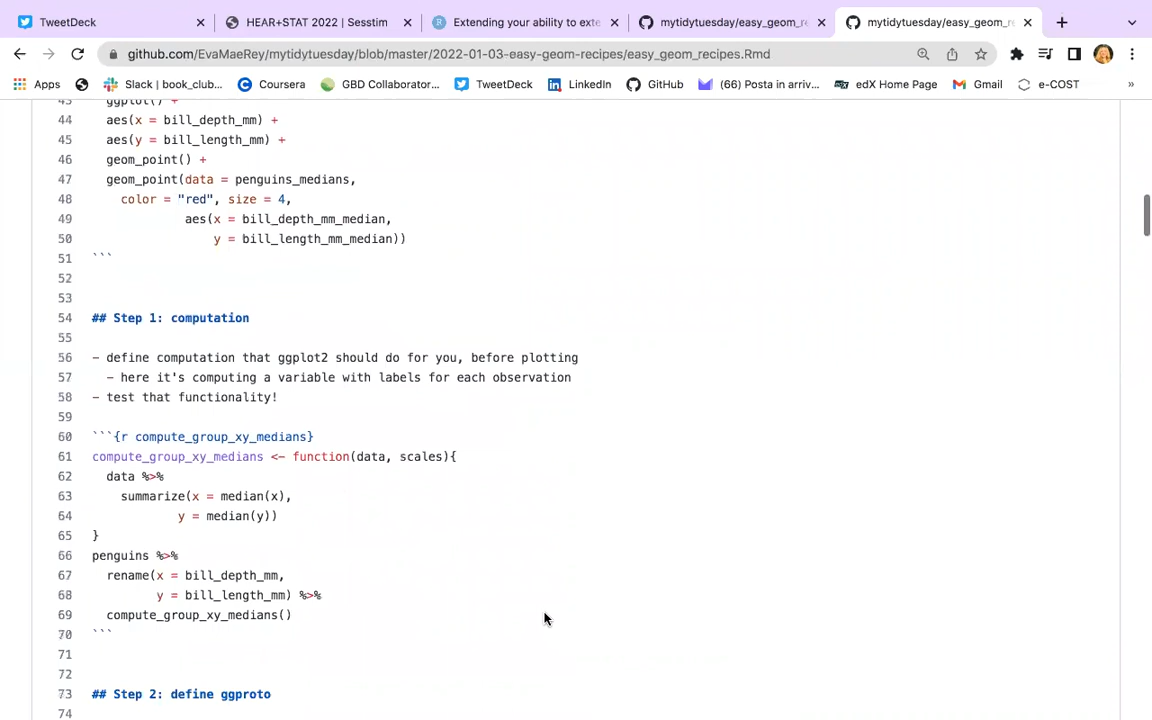 TweetDeck
HEAR+STAT 2022 | Sesstim
Extending your ability to exte
mytidytuesday/easy_geom_re
mytidytuesday/easy_geom_re
github.com/EvaMaeRey/mytidytuesday/blob/master/2022-01-03-easy-geom-recipes/easy_geom_recipes.Rmd
Apps
Slack | book_club...
Coursera
GBD Collaborator...
TweetDeck
LinkedIn
GitHub
(66) Posta in arriv...
edX Home Page
Gmail
e-COST
»
43 ggplot() +
44 aes(x = bill_depth_mm) +
45 aes(y = bill_length_mm) +
46 geom_point() +
47 geom_point(data = penguins_medians,
48 color = "red", size = 4,
49 aes(x = bill_depth_mm_median,
50 y = bill_length_mm_median))
51 ```
52
53
54 ## Step 1: computation
55
56 - define computation that ggplot2 should do for you, before plotting
57 - here it's computing a variable with labels for each observation
58 - test that functionality!
59
60 ```{r compute_group_xy_medians}
61 compute_group_xy_medians <- function(data, scales){
62 data %>%
63 summarize(x = median(x),
64 y = median(y))
65 }
66 penguins %>%
67 rename(x = bill_depth_mm,
68 y = bill_length_mm) %>%
69 compute_group_xy_medians()
70 ```
71
72
73 ## Step 2: define ggproto
74